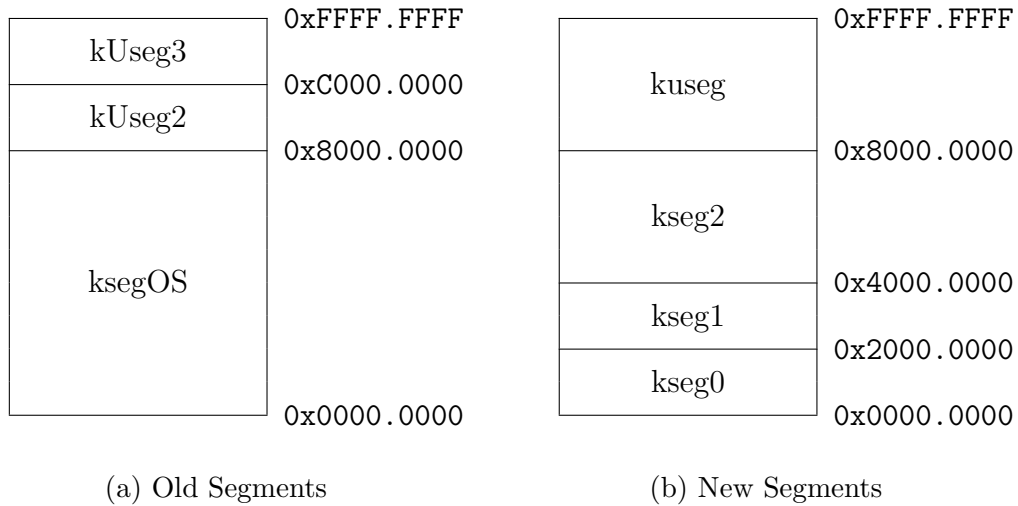 0xFFFF.FFFF
kUseg3
0xC000.0000
kUseg2
0x8000.0000
ksegOS
0x0000.0000
(a) Old Segments
0xFFFF.FFFF
kuseg
0x8000.0000
kseg2
0x4000.0000
kseg1
0x2000.0000
kseg0
0x0000.0000
(b) New Segments